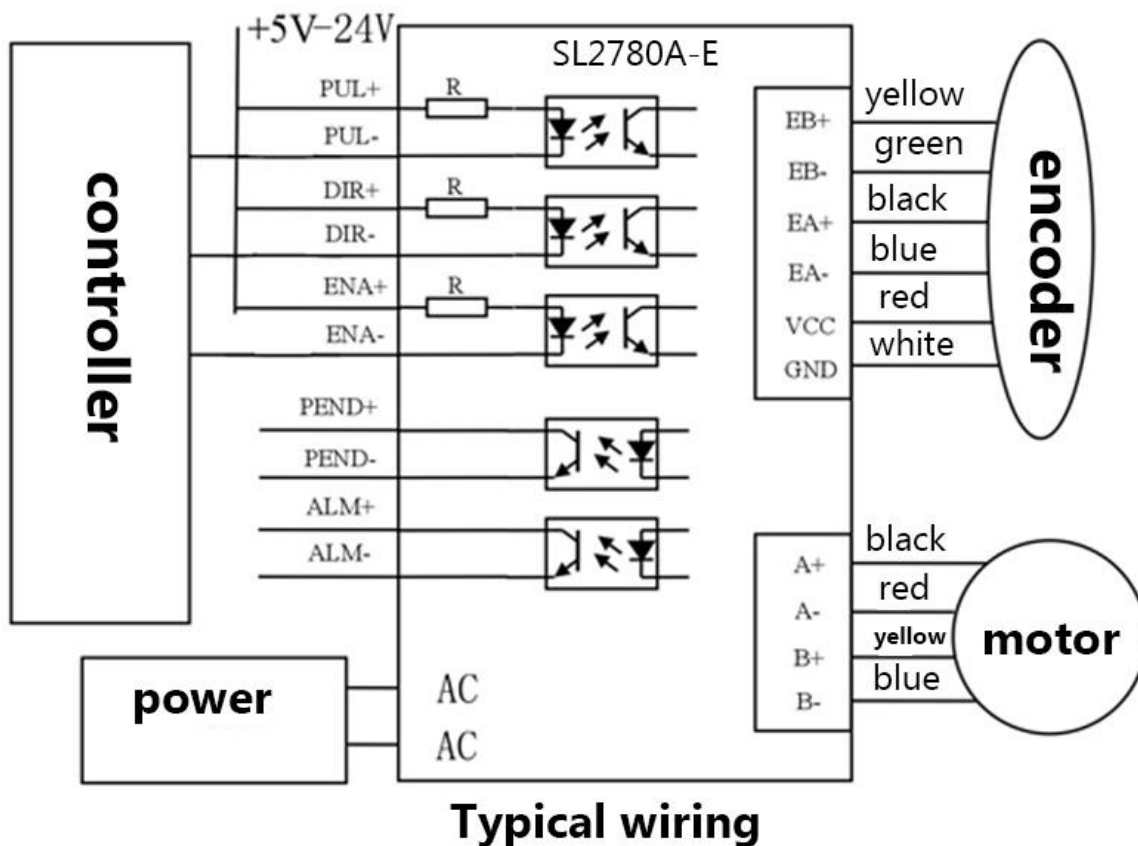 +5V-24V
SL2780A-E
controller
PUL+
R
PUL-
DIR+
R
DIR-
ENA+
R
ENA-
PEND+
PEND-
ALM+
ALM-
power
AC
AC
EB+
yellow
EB-
green
EA+
black
EA-
blue
VCC
red
GND
white
encoder
A+
black
A-
red
B+
yellow
B-
blue
motor
Typical wiring